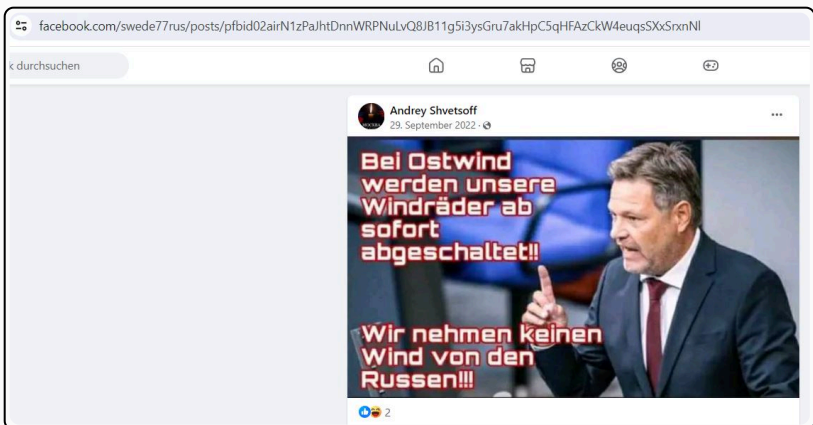 facebook.com/swede77rus/posts/pfbid02airN1zPaJhtDnnWRPNuLvQ8JB11g5i3ysGru7akHpC5qHFAzCkW4euqsSXxSrxnNl
k durchsuchen
Andrey Shvetsoff
29. September 2022
Bei Ostwind
werden unsere
Windräder ab
sofort
abgeschaltet!!
Wir nehmen keinen
Wind von den
Russen!!!
2